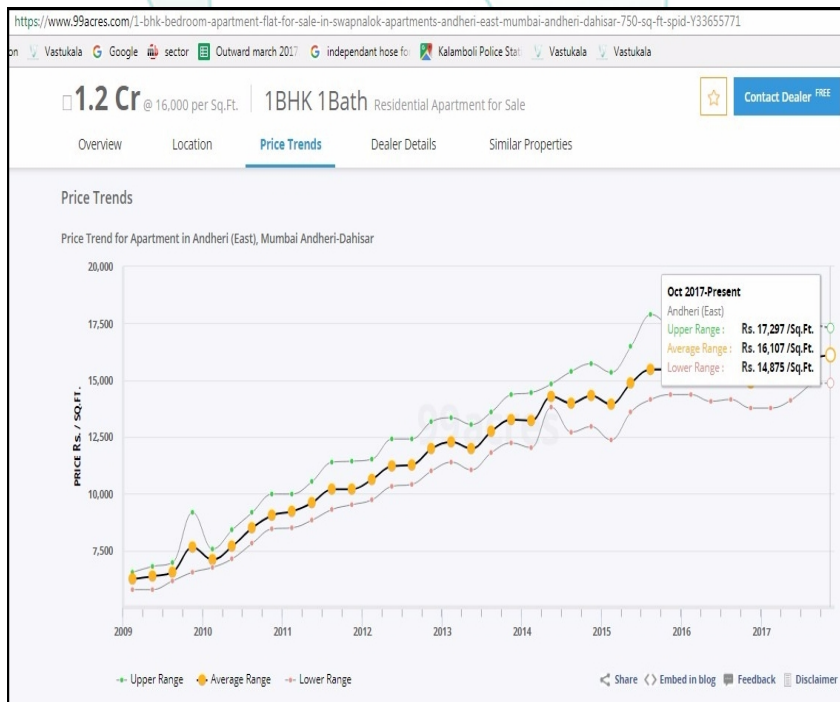 https://www.99acres.com/1-bhk-bedroom-apartment-flat-for-sale-in-swapnalok-apartments-andheri-east-mumbai-andheri-dahisar-750-sq-ft-spid-Y33655771
on Vastukala Google sector Outward march 2017 independant hose fo Kalamboli Police Stat Vastukala Vastukala
1.2 Cr @ 16,000 per Sq.Ft. 1BHK 1Bath Residential Apartment for Sale
Contact Dealer FREE
Overview Location Price Trends Dealer Details Similar Properties
Price Trends
Price Trend for Apartment in Andheri (East), Mumbai Andheri-Dahisar
20,000
17,500
15,000
12,500
10,000
7,500
PRICE Rs. / SQ.FT.
99acres
Oct 2017-Present
Andheri (East)
Upper Range : Rs. 17,297 /Sq.Ft.
Average Range : Rs. 16,107 /Sq.Ft.
Lower Range : Rs. 14,875 /Sq.Ft.
2009 2010 2011 2012 2013 2014 2015 2016 2017
Upper Range Average Range Lower Range
Share Embed in blog Feedback Disclaimer